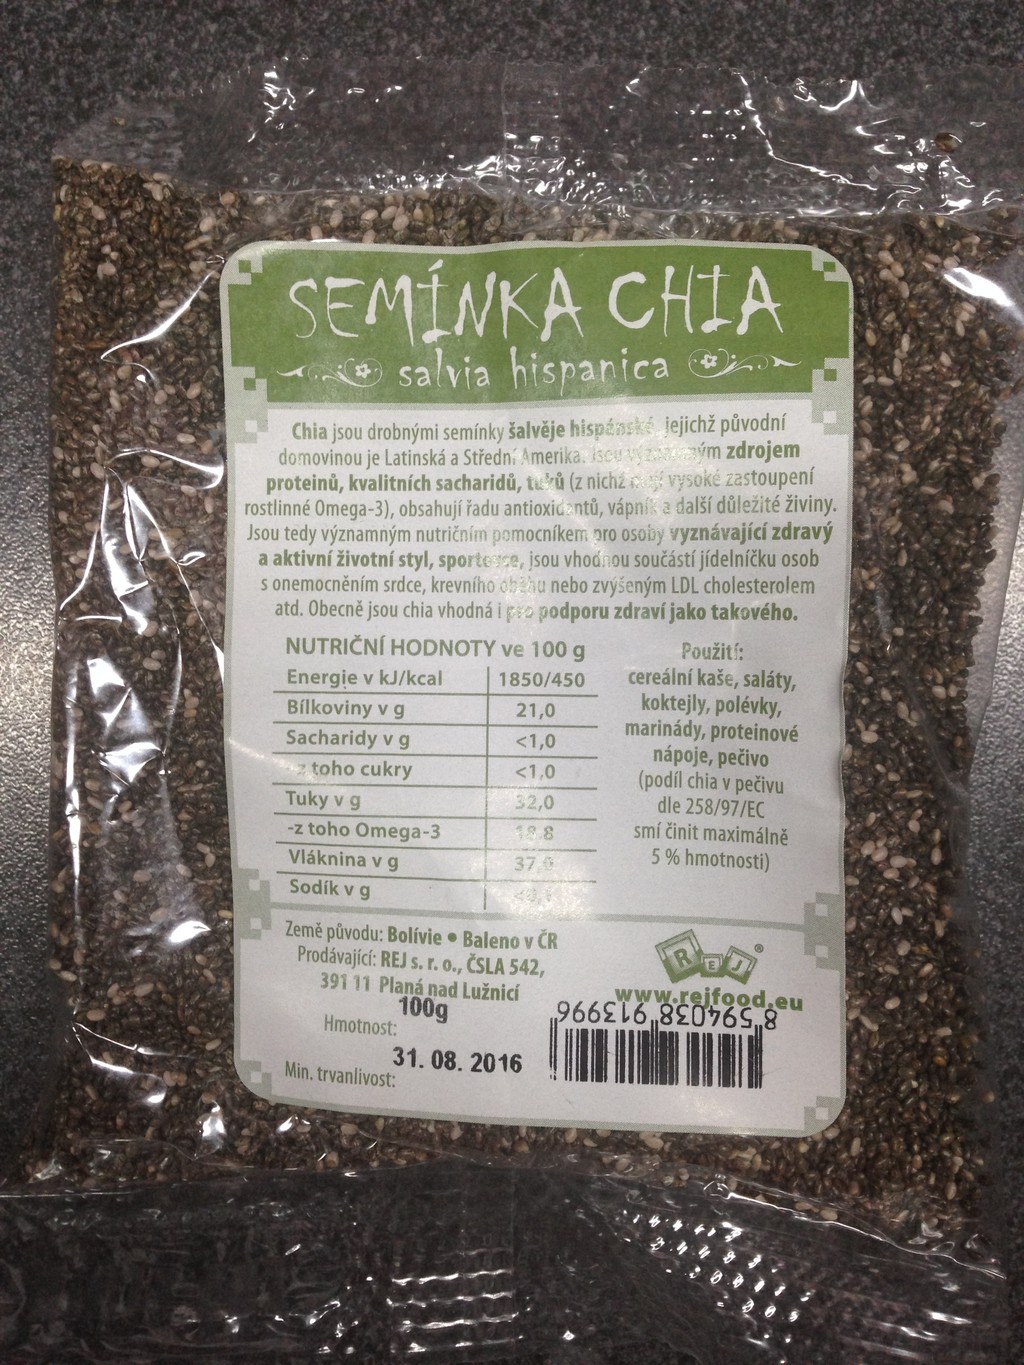 SEMÍNKA CHIA
salvia hispanica
Chia jsou drobnými semínky šalvěje hispánské, jejichž původní
domovinou je Latinská a Střední Amerika. Jsou významným zdrojem
proteinů, kvalitních sacharidů, tuků (z nichž mají vysoké zastoupení
rostlinné Omega-3), obsahují řadu antioxidantů, vápník a další důležité živiny.
Jsou tedy významným nutričním pomocníkem pro osoby vyznávající zdravý
a aktivní životní styl, sportovce, jsou vhodnou součástí jídelníčku osob
s onemocněním srdce, krevního oběhu nebo zvýšeným LDL cholesterolem
atd. Obecně jsou chia vhodná i pro podporu zdraví jako takového.
NUTRIČNÍ HODNOTY ve 100 g
Energie v kJ/kcal 1850/450
Bílkoviny v g 21,0
Sacharidy v g <1,0
-z toho cukry <1,0
Tuky v g 32,0
-z toho Omega-3 18,8
Vláknina v g
Sodík v g
Použití:
cereální kaše, saláty,
koktejly, polévky,
marinády, proteinové
nápoje, pečivo
(podíl chia v pečivu
dle 258/97/EC
smí činit maximálně
5 % hmotnosti)
Země původu: Bolívie • Baleno v ČR
Prodávající: REJ s. r. o., ČSLA 542,
391 11 Planá nad Lužnicí
Hmotnost: 100g
Min. trvanlivost: 31. 08. 2016
REJ®
www.rejfood.eu
8 594038 913996